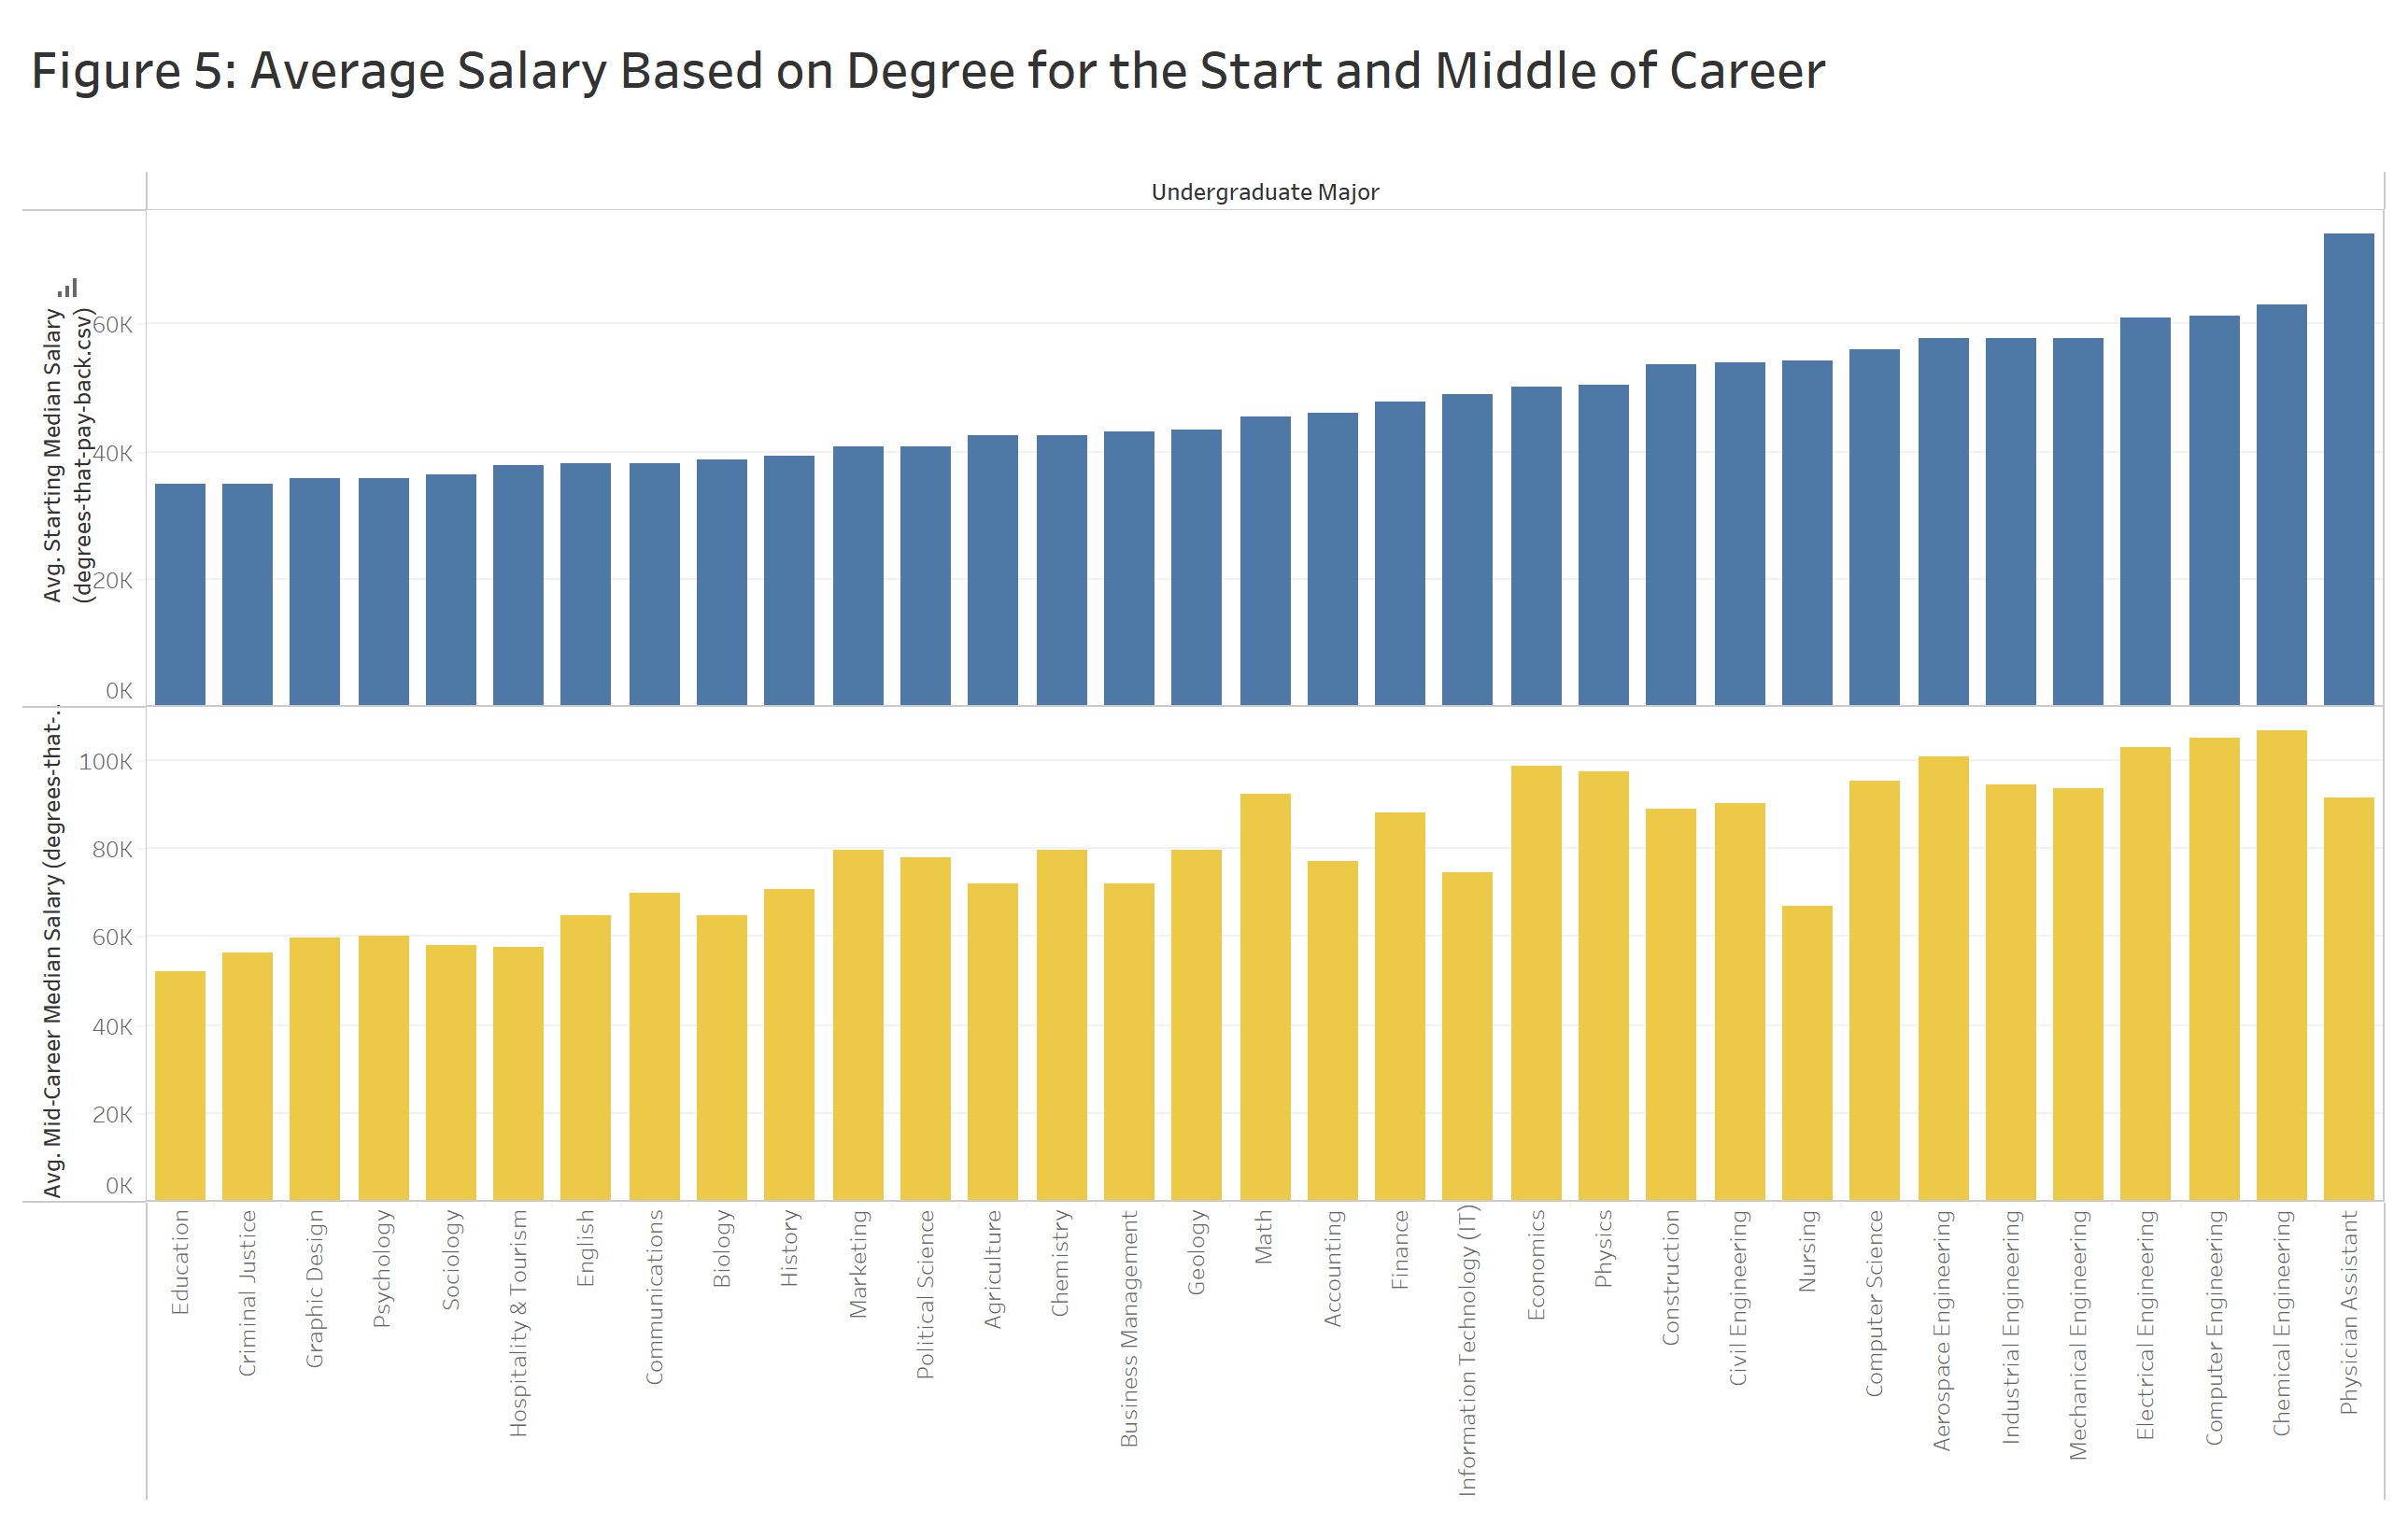 Figure 5: Average Salary Based on Degree for the Start and Middle of Career
Undergraduate Major
Avg. Starting Median Salary
(degrees-that-pay-back.csv)
60K
40K
20K
0K
Avg. Mid-Career Median Salary (degrees-that-..
100K
80K
60K
40K
20K
0K
Education
Criminal Justice
Graphic Design
Psychology
Sociology
Hospitality & Tourism
English
Communications
Biology
History
Marketing
Political Science
Agriculture
Chemistry
Business Management
Geology
Math
Accounting
Finance
Information Technology (IT)
Economics
Physics
Construction
Civil Engineering
Nursing
Computer Science
Aerospace Engineering
Industrial Engineering
Mechanical Engineering
Electrical Engineering
Computer Engineering
Chemical Engineering
Physician Assistant